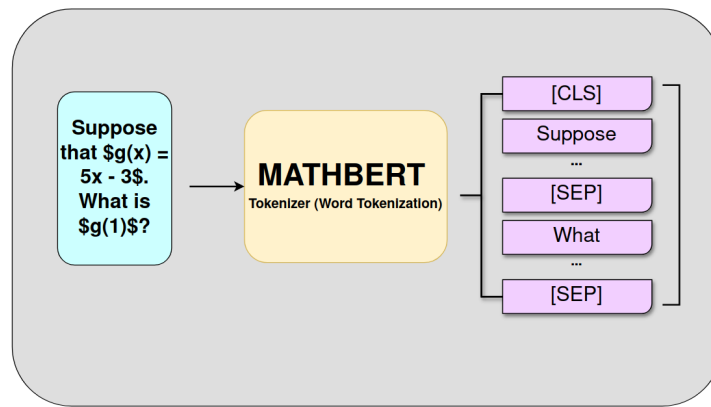 Suppose
that $g(x) =
5x - 3$.
What is
$g(1)$?
MATHBERT
Tokenizer (Word Tokenization)
[CLS]
Suppose
...
[SEP]
What
...
[SEP]